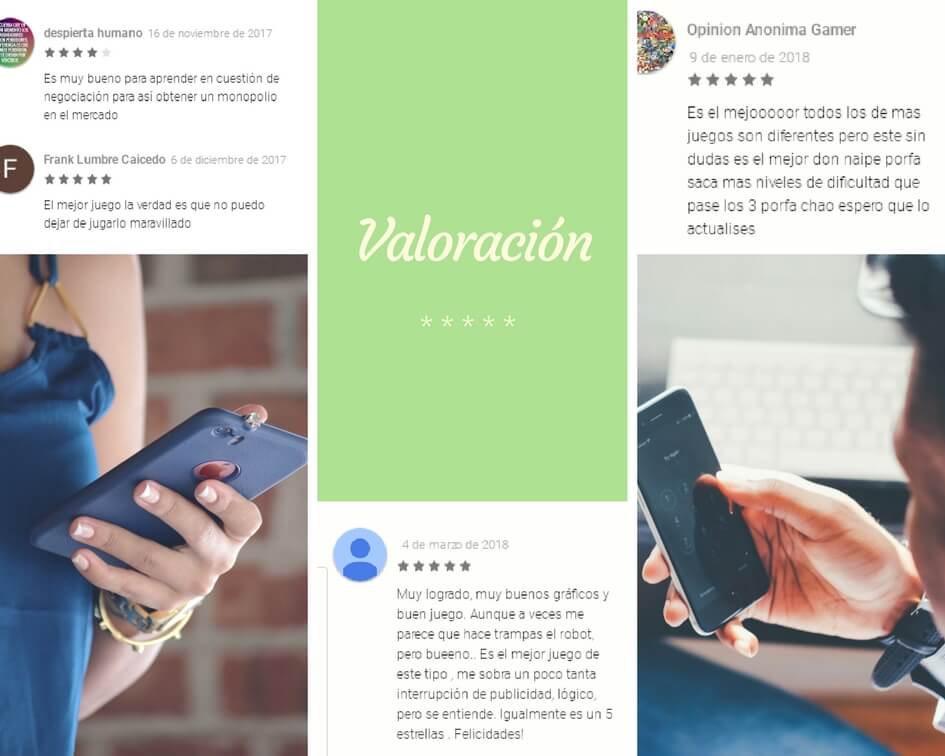 despierta humano 16 de noviembre de 2017
Es muy bueno para aprender en cuestión de
negociación para así obtener un monopolio
en el mercado
F
Frank Lumbre Caicedo 6 de diciembre de 2017
El mejor juego la verdad es que no puedo
dejar de jugarlo maravillado
Valoración
* * * * *
4 de marzo de 2018
Muy logrado, muy buenos gráficos y
buen juego. Aunque a veces me
parece que hace trampas el robot,
pero bueeno.. Es el mejor juego de
este tipo , me sobra un poco tanta
interrupción de publicidad, lógico,
pero se entiende. Igualmente es un 5
estrellas . Felicidades!
Opinion Anonima Gamer
9 de enero de 2018
Es el mejooooor todos los de mas
juegos son diferentes pero este sin
dudas es el mejor don naipe porfa
saca mas niveles de dificultad que
pase los 3 porfa chao espero que lo
actualises